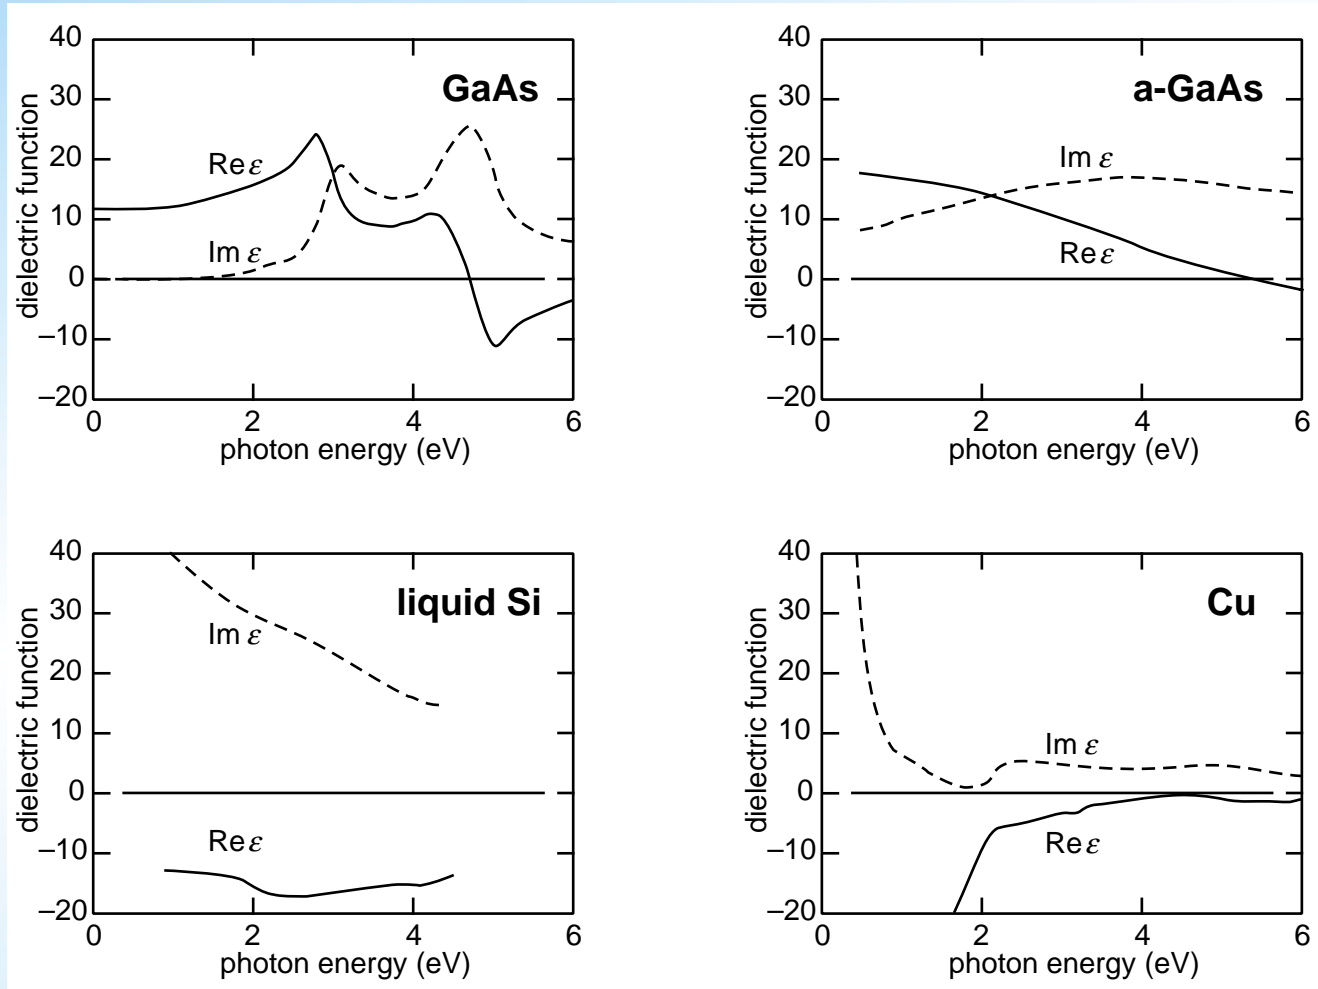 GaAs
dielectric function
40
30
20
10
0
–10
–20
Re ε
Im ε
0 2 4 6
photon energy (eV)
a-GaAs
dielectric function
40
30
20
10
0
–10
–20
Im ε
Re ε
0 2 4 6
photon energy (eV)
liquid Si
dielectric function
40
30
20
10
0
–10
–20
Im ε
Re ε
0 2 4 6
photon energy (eV)
Cu
dielectric function
40
30
20
10
0
–10
–20
Im ε
Re ε
0 2 4 6
photon energy (eV)